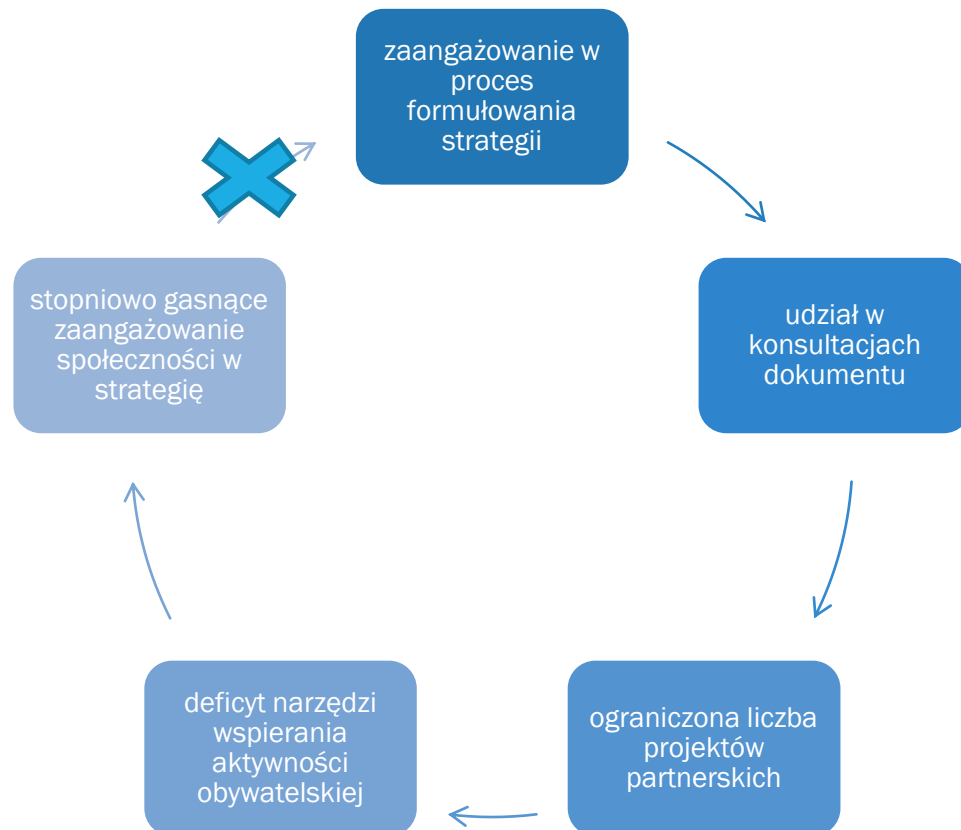 zaangażowanie w
proces
formułowania
strategii
udział w
konsultacjach
dokumentu
ograniczona liczba
projektów
partnerskich
deficyt narzędzi
wspierania
aktywności
obywatelskiej
stopniowo gasnące
zaangażowanie
społeczności w
strategię